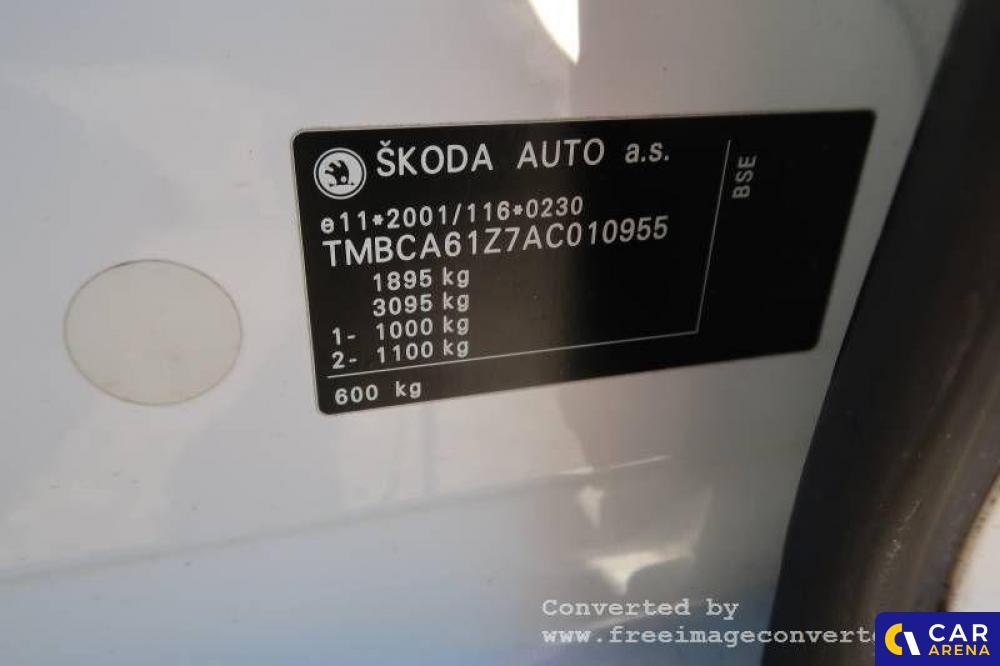 ŠKODA AUTO a.s.
BSE
e11*2001/116*0230
TMBCA61Z7AC010955
1895 kg
3095 kg
1- 1000 kg
2- 1100 kg
600 kg
Converted by
www.freeimageconverte
CAR
ARENA